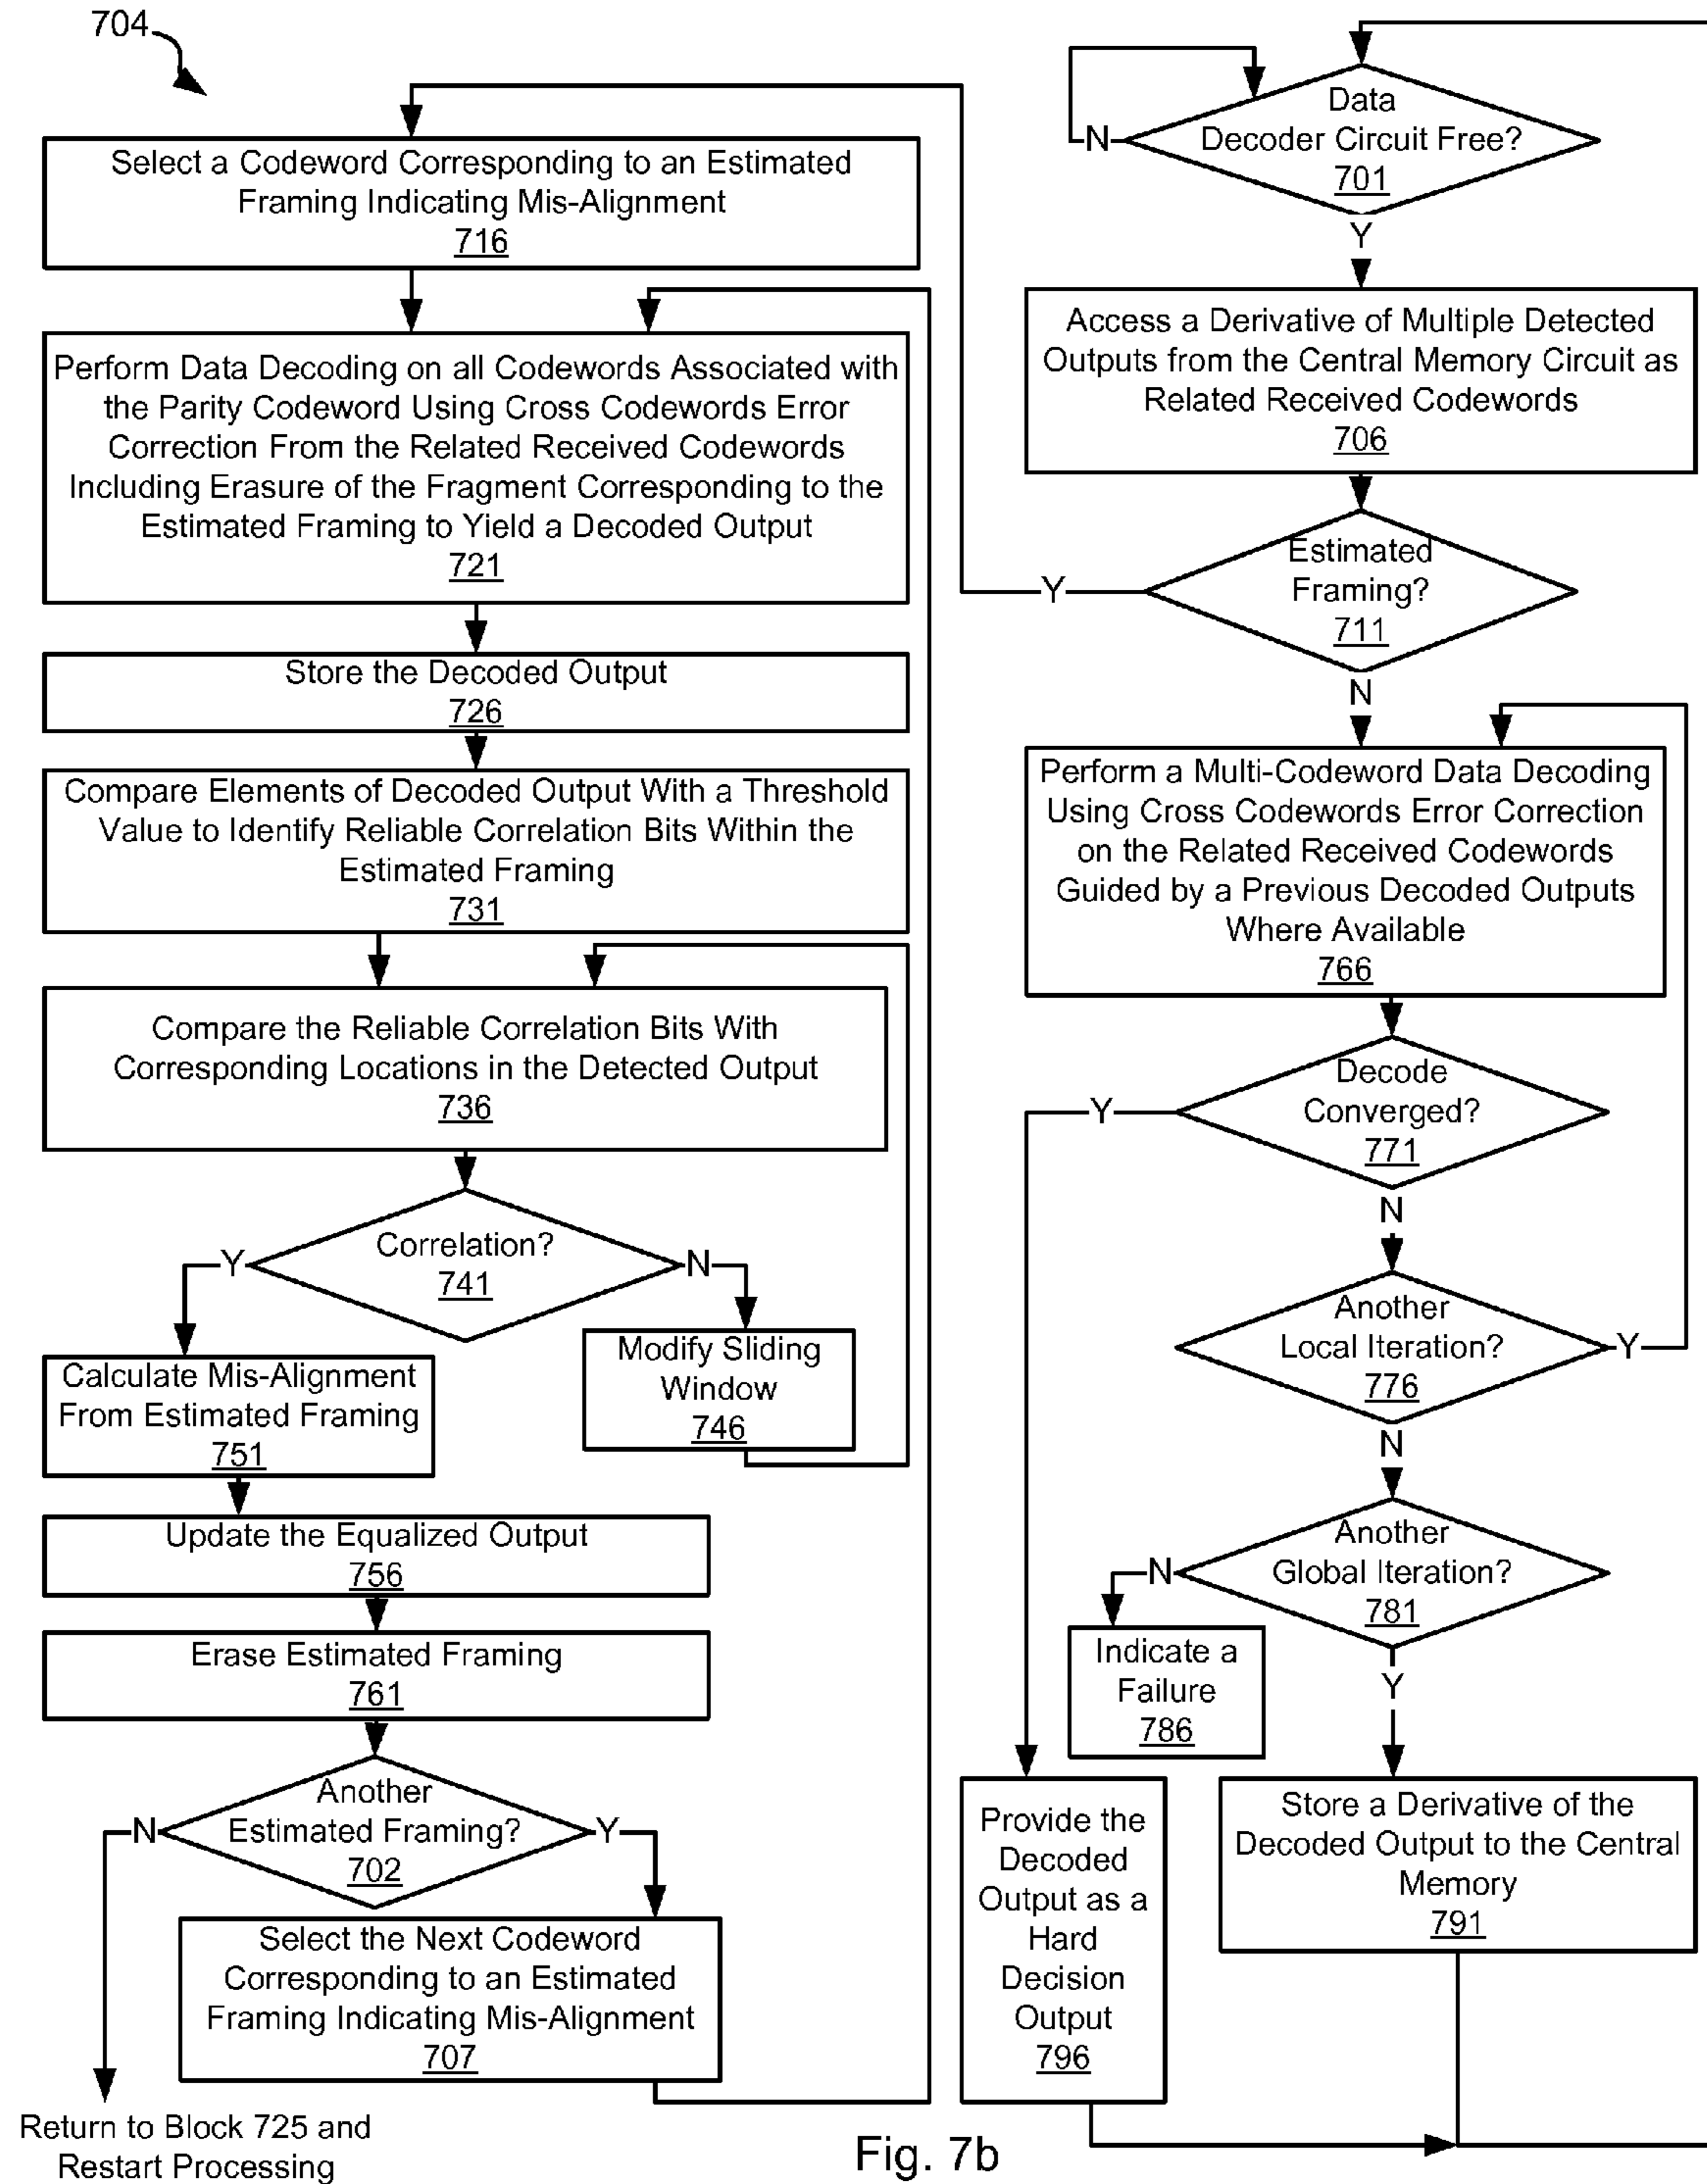 704
Select a Codeword Corresponding to an Estimated
Framing Indicating Mis-Alignment
716
Perform Data Decoding on all Codewords Associated with
the Parity Codeword Using Cross Codewords Error
Correction From the Related Received Codewords
Including Erasure of the Fragment Corresponding to the
Estimated Framing to Yield a Decoded Output
721
Store the Decoded Output
726
Compare Elements of Decoded Output With a Threshold
Value to Identify Reliable Correlation Bits Within the
Estimated Framing
731
Compare the Reliable Correlation Bits With
Corresponding Locations in the Detected Output
736
Correlation?
741
Y
N
Modify Sliding
Window
746
Calculate Mis-Alignment
From Estimated Framing
751
Update the Equalized Output
756
Erase Estimated Framing
761
Another
Estimated Framing?
702
N
Y
Select the Next Codeword
Corresponding to an Estimated
Framing Indicating Mis-Alignment
707
Return to Block 725 and
Restart Processing
Data
Decoder Circuit Free?
701
N
Y
Access a Derivative of Multiple Detected
Outputs from the Central Memory Circuit as
Related Received Codewords
706
Estimated
Framing?
711
Y
N
Perform a Multi-Codeword Data Decoding
Using Cross Codewords Error Correction
on the Related Received Codewords
Guided by a Previous Decoded Outputs
Where Available
766
Decode
Converged?
771
Y
N
Another
Local Iteration?
776
Y
N
Another
Global Iteration?
781
N
Y
Indicate a
Failure
786
Provide the
Decoded
Output as a
Hard
Decision
Output
796
Store a Derivative of the
Decoded Output to the Central
Memory
791
Fig. 7b